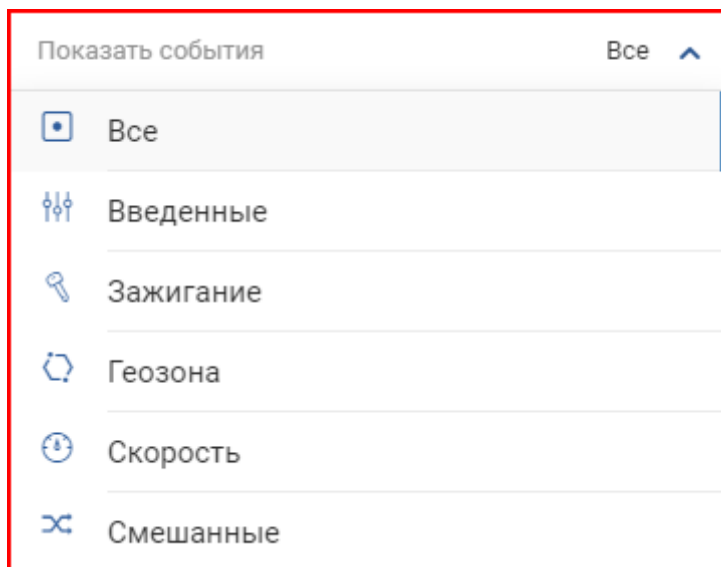 Показать события Все
Все
Введенные
Зажигание
Геозона
Скорость
Смешанные